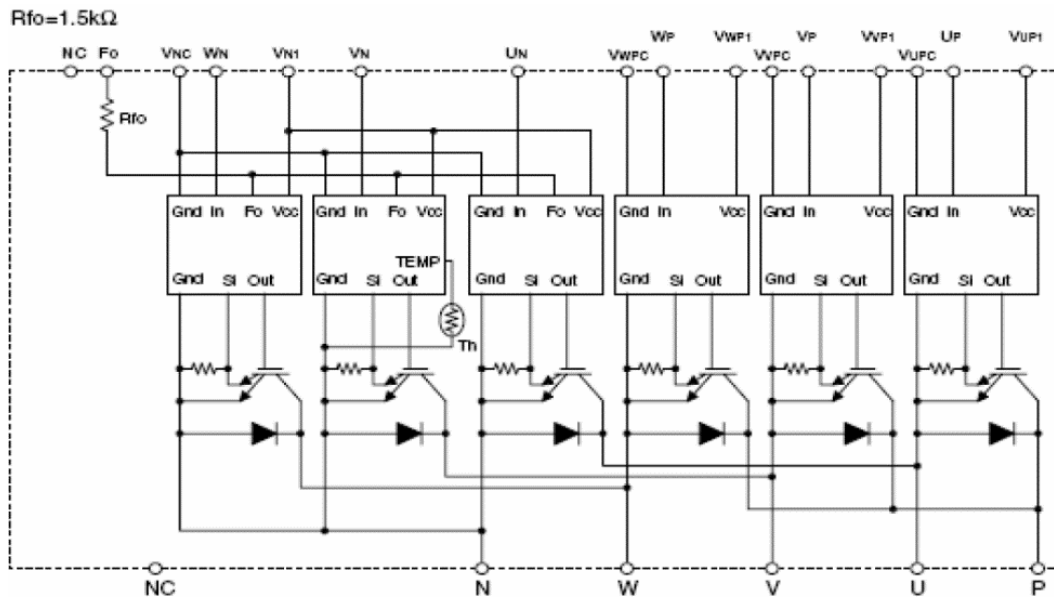 Rfo=1.5kΩ
NC Fo VNC WN VN1 VN UN VWPC WP VWP1 VVPC VP VVP1 VUPC UP VUP1
Rfo
Gnd In Fo Vcc Gnd In Fo Vcc Gnd In Fo Vcc Gnd In Vcc Gnd In Vcc Gnd In Vcc
TEMP
Gnd Si Out Gnd Si Out Gnd Si Out Gnd Si Out Gnd Si Out Gnd Si Out
Th
NC N W V U P